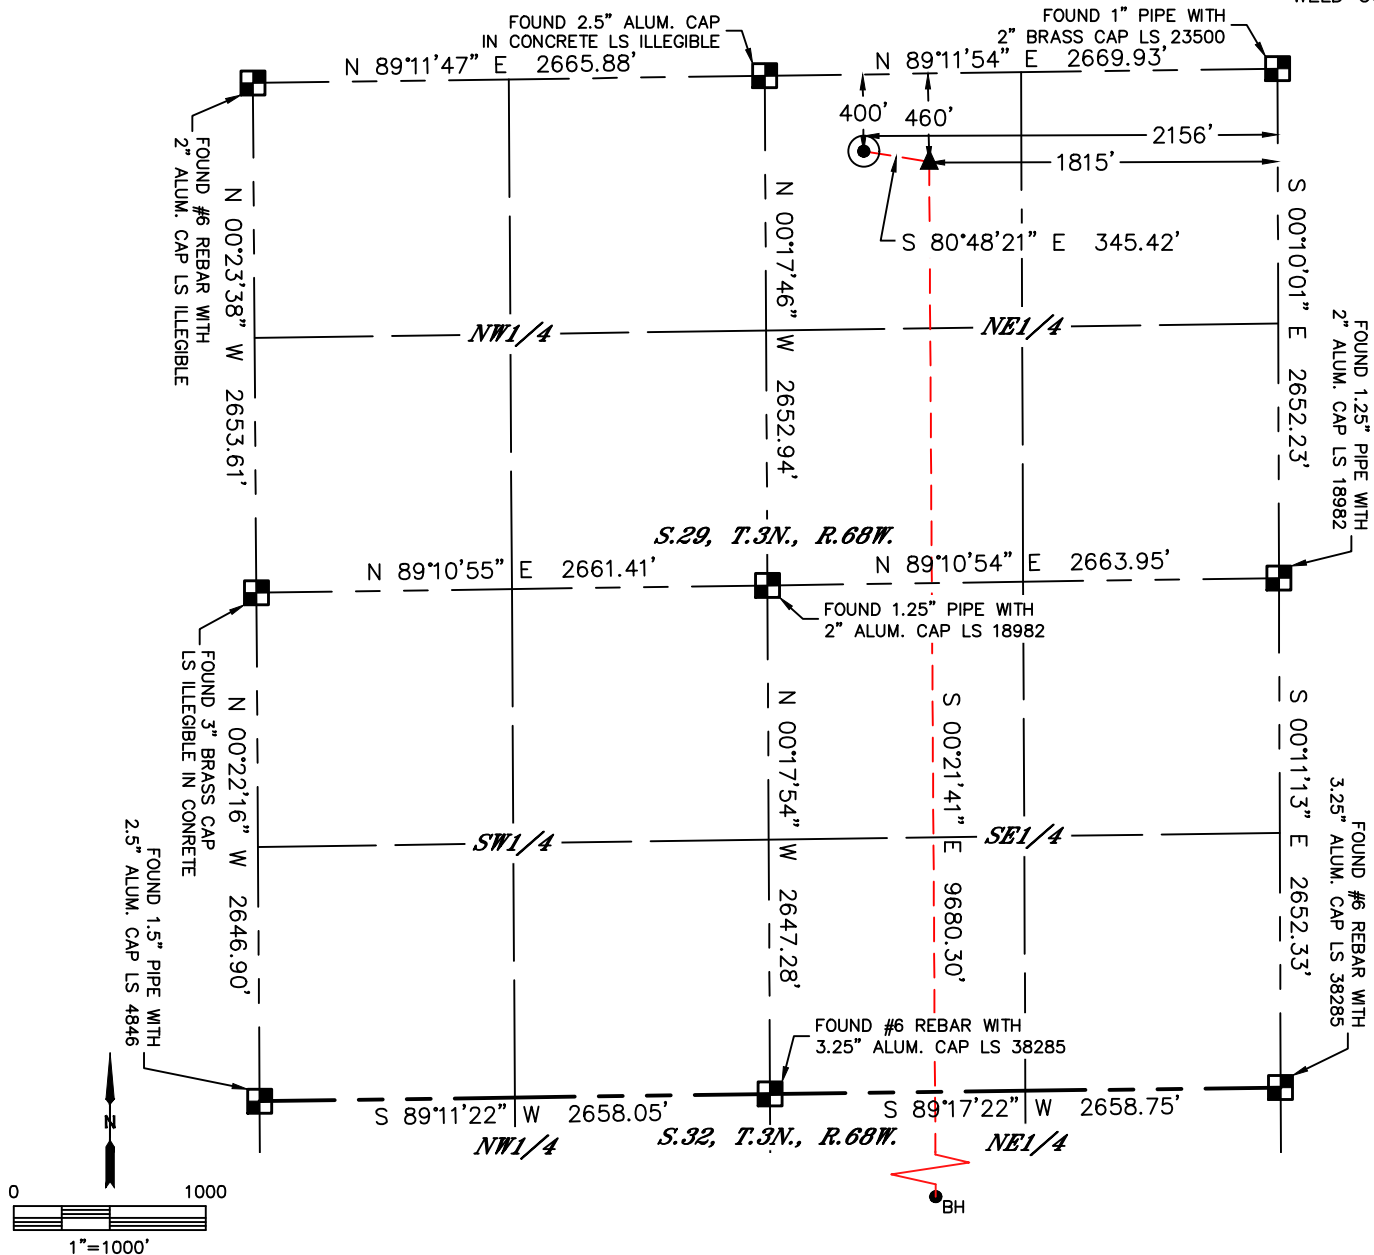 FOUND 2.5" ALUM. CAP
IN CONCRETE LS ILLEGIBLE
FOUND 1" PIPE WITH
2" BRASS CAP LS 23500
N 89°11'47" E 2665.88'
N 89°11'54" E 2669.93'
400'
460'
2156'
1815'
S 80°48'21" E 345.42'
FOUND #6 REBAR WITH
2" ALUM. CAP LS ILLEGIBLE
N 00°23'38" W 2653.61'
N 00°17'46" W 2652.94'
S 00°10'01" E 2652.23'
FOUND 1.25" PIPE WITH
2" ALUM. CAP LS 18982
NW1/4
NE1/4
S.29, T.3N., R.68W.
N 89°10'55" E 2661.41'
N 89°10'54" E 2663.95'
FOUND 1.25" PIPE WITH
2" ALUM. CAP LS 18982
FOUND 3" BRASS CAP
LS ILLEGIBLE IN CONRETE
N 00°22'16" W 2646.90'
N 00°17'54" W 2647.28'
S 00°21'41" E 9680.30'
S 00°11'13" E 2652.33'
FOUND #6 REBAR WITH
3.25" ALUM. CAP LS 38285
SW1/4
SE1/4
FOUND 1.5" PIPE WITH
2.5" ALUM. CAP LS 4846
FOUND #6 REBAR WITH
3.25" ALUM. CAP LS 38285
S 89°11'22" W 2658.05'
S 89°17'22" W 2658.75'
S.32, T.3N., R.68W.
NW1/4
NE1/4
N
BH
0 1000
1"=1000'